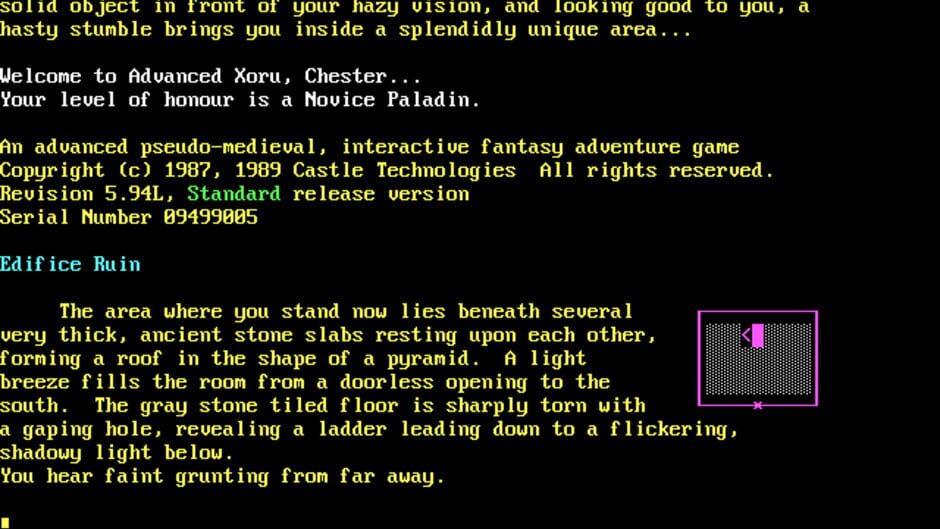 solid object in front of your hazy vision, and looking good to you, a
hasty stumble brings you inside a splendidly unique area...
Welcome to Advanced Xoru, Chester...
Your level of honour is a Novice Paladin.
An advanced pseudo-medieval, interactive fantasy adventure game
Copyright (c) 1987, 1989 Castle Technologies  All rights reserved.
Revision 5.94L, Standard release version
Serial Number 09499005
Edifice Ruin
The area where you stand now lies beneath several
very thick, ancient stone slabs resting upon each other,
forming a roof in the shape of a pyramid.  A light
breeze fills the room from a doorless opening to the
south.  The gray stone tiled floor is sharply torn with
a gaping hole, revealing a ladder leading down to a flickering,
shadowy light below.
You hear faint grunting from far away.